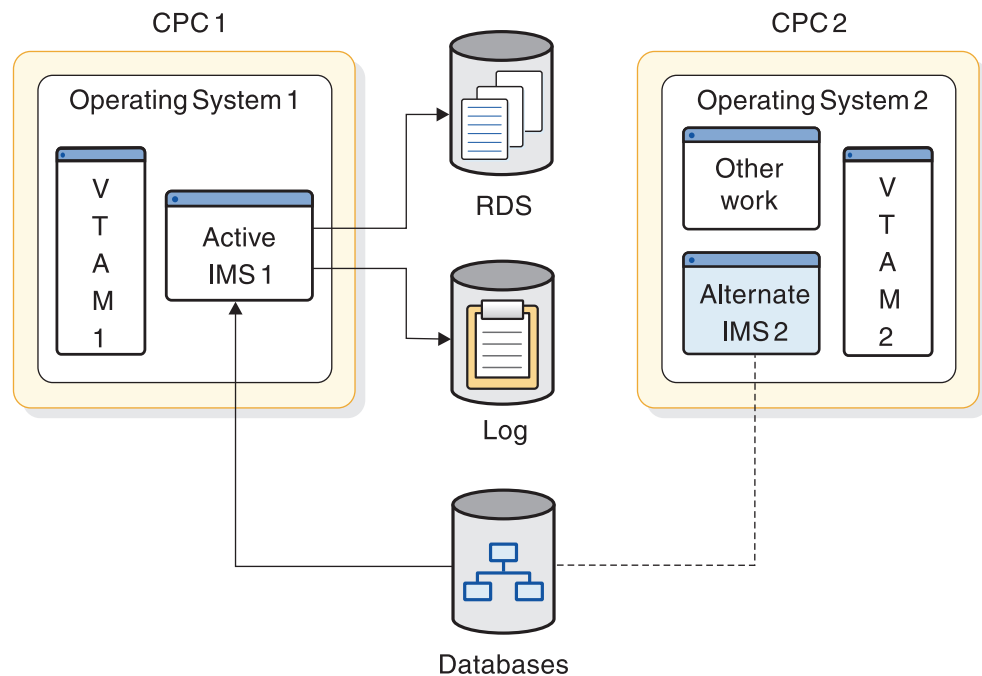 CPC 1
Operating System 1
V
T
A
M
1
Active
IMS 1
RDS
Log
Databases
CPC 2
Operating System 2
Other
work
Alternate
IMS 2
V
T
A
M
2